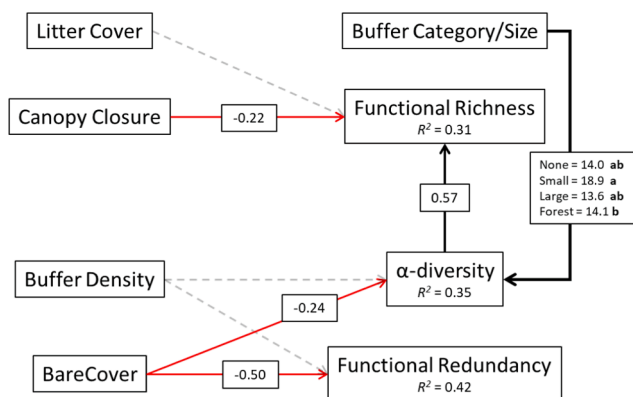 Litter Cover
Buffer Category/Size
Canopy Closure
-0.22
Functional Richness
R² = 0.31
None = 14.0 ab
Small = 18.9 a
Large = 13.6 ab
Forest = 14.1 b
0.57
Buffer Density
α-diversity
R² = 0.35
-0.24
BareCover
-0.50
Functional Redundancy
R² = 0.42